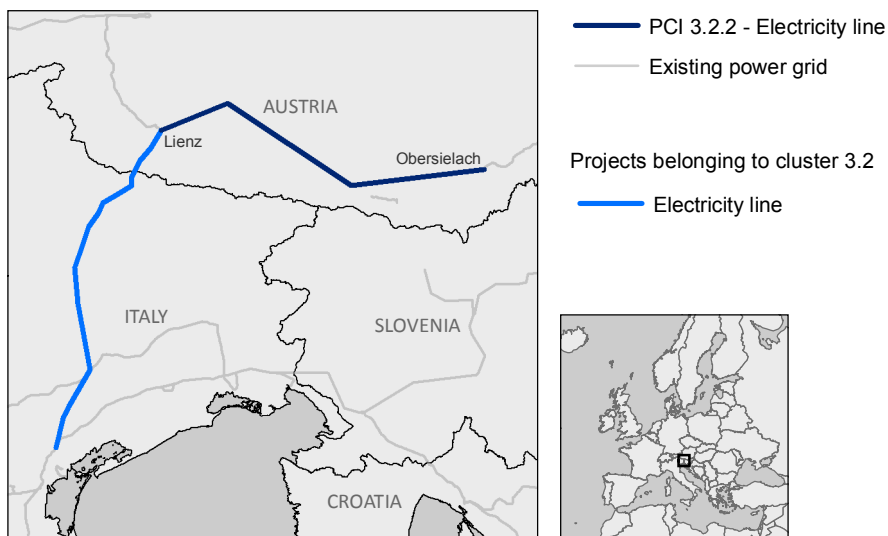 PCI 3.2.2 - Electricity line
Existing power grid
Projects belonging to cluster 3.2
Electricity line
AUSTRIA
Lienz
Obersielach
ITALY
SLOVENIA
CROATIA